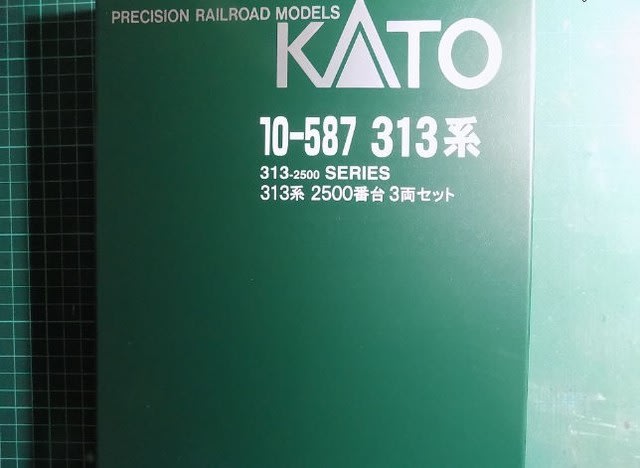 PRECISION RAILROAD MODELS
KATO
10-587 313系
313-2500 SERIES
313系 2500番台 3両セット